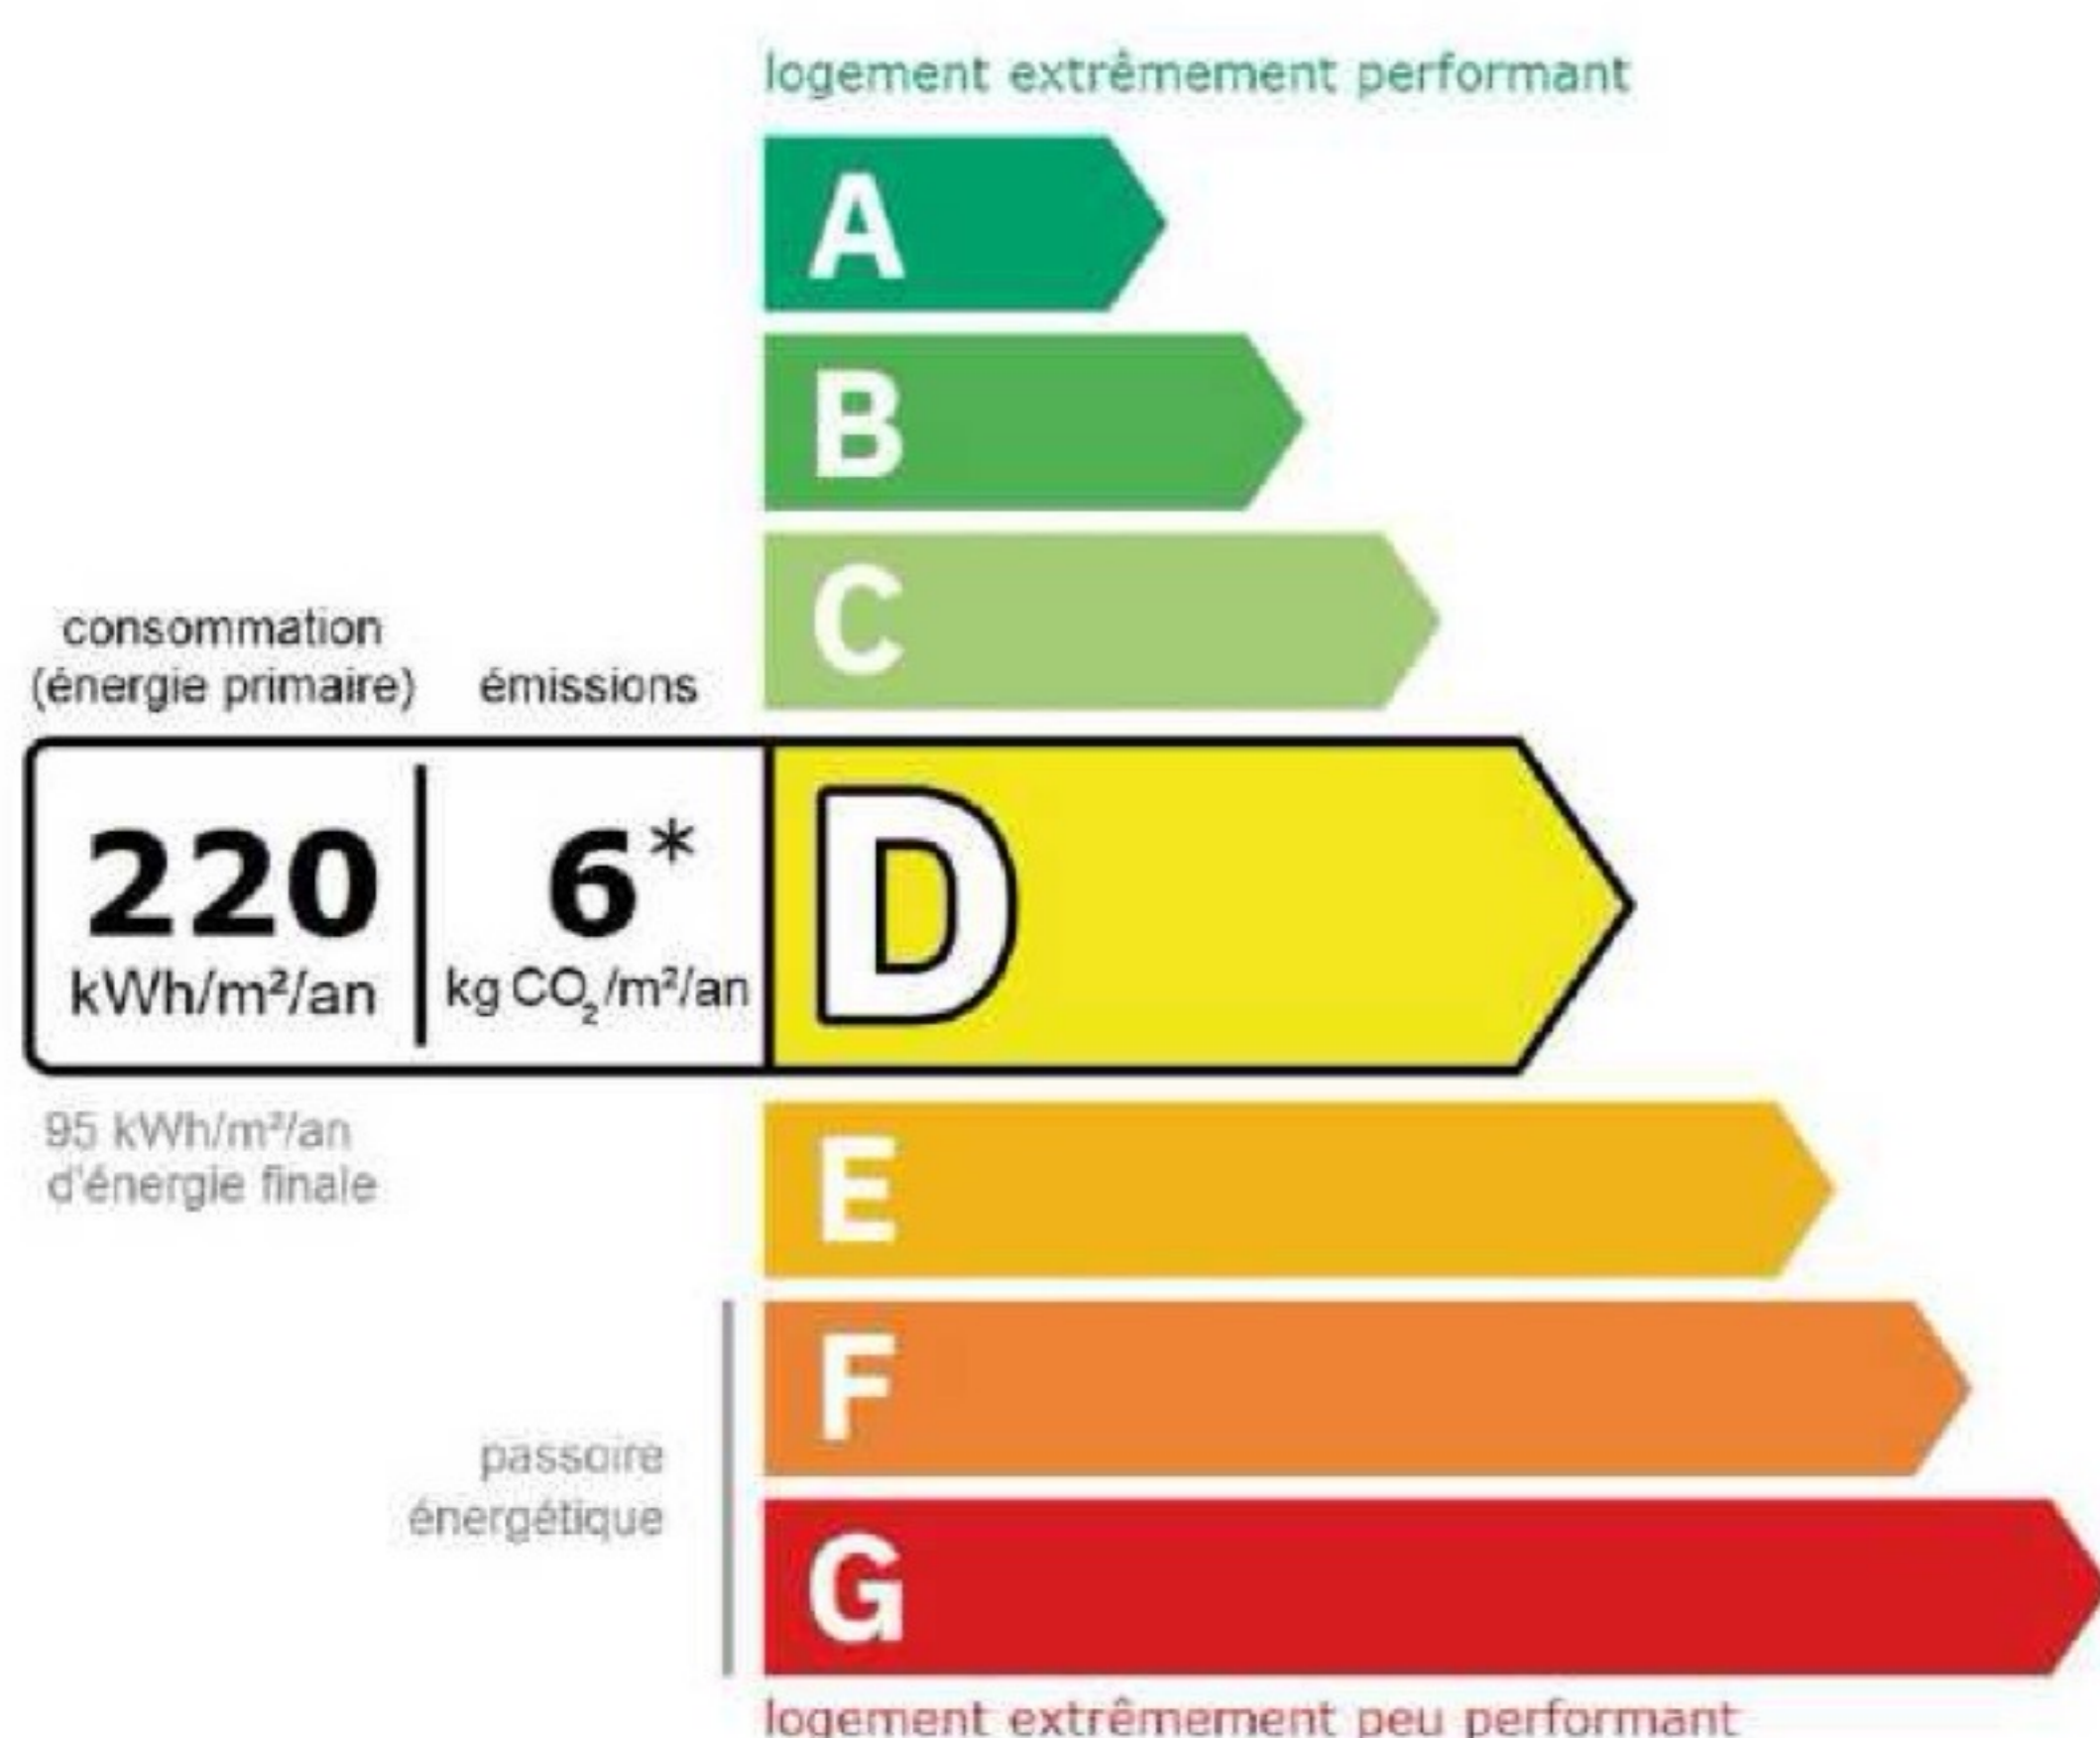 logement extrêmement performant
A
B
C
consommation
(énergie primaire)
émissions
220
kWh/m²/an
6*
kg CO₂/m²/an
D
95 kWh/m²/an
d'énergie finale
E
F
passoire
énergétique
G
logement extrêmement peu performant